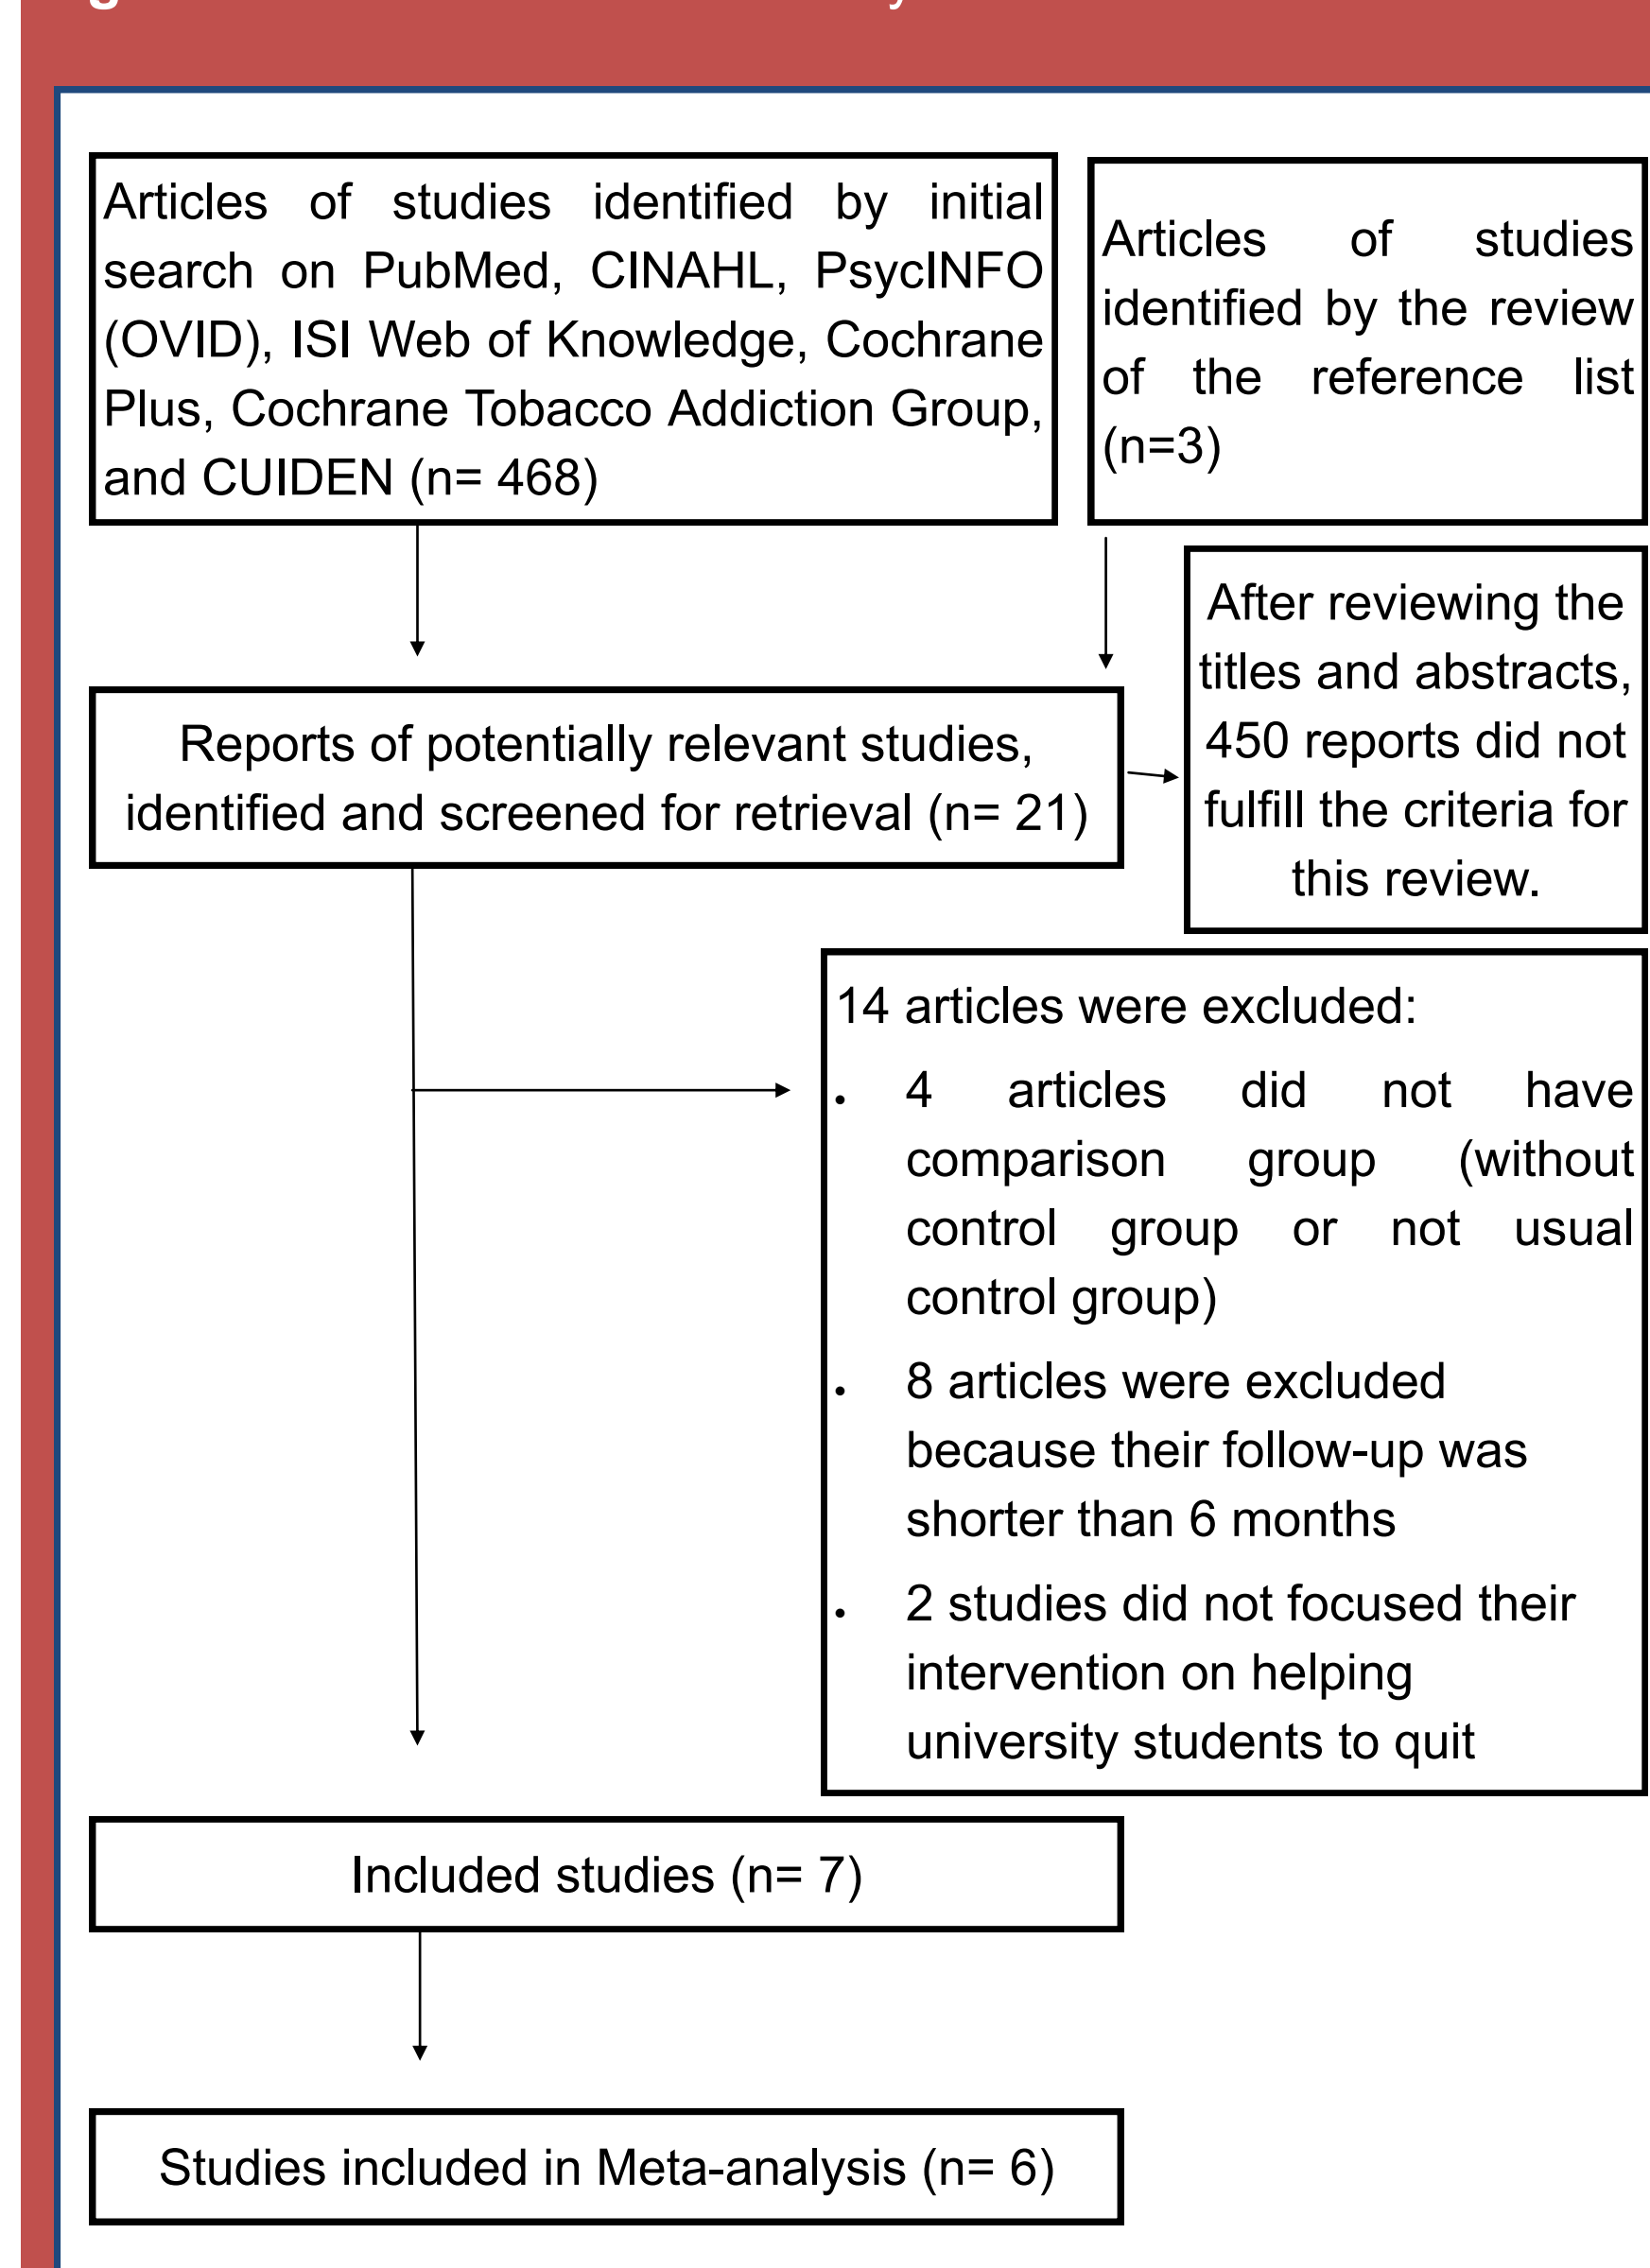 Articles of studies identified by initial
search on PubMed, CINAHL, PsycINFO
(OVID), ISI Web of Knowledge, Cochrane
Plus, Cochrane Tobacco Addiction Group,
and CUIDEN (n= 468)
Articles of studies
identified by the review
of the reference list
(n=3)
After reviewing the
titles and abstracts,
450 reports did not
fulfill the criteria for
this review.
Reports of potentially relevant studies,
identified and screened for retrieval (n= 21)
14 articles were excluded:
. 4 articles did not have
comparison group (without
control group or not usual
control group)
. 8 articles were excluded
because their follow-up was
shorter than 6 months
. 2 studies did not focused their
intervention on helping
university students to quit
Included studies (n= 7)
Studies included in Meta-analysis (n= 6)